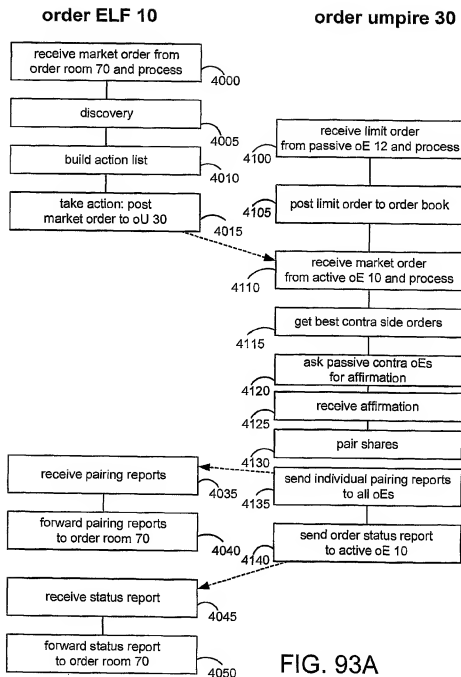 order ELF 10
receive market order from
order room 70 and process
4000
discovery
4005
build action list
4010
take action: post
market order to oU 30
4015
receive pairing reports
4035
forward pairing reports
to order room 70
4040
receive status report
4045
forward status report
to order room 70
4050
order umpire 30
receive limit order
from passive oE 12 and process
4100
post limit order to order book
4105
receive market order
from active oE 10 and process
4110
get best contra side orders
4115
ask passive contra oEs
for affirmation
4120
receive affirmation
4125
pair shares
4130
send individual pairing reports
to all oEs
4135
send order status report
to active oE 10
4140
FIG. 93A